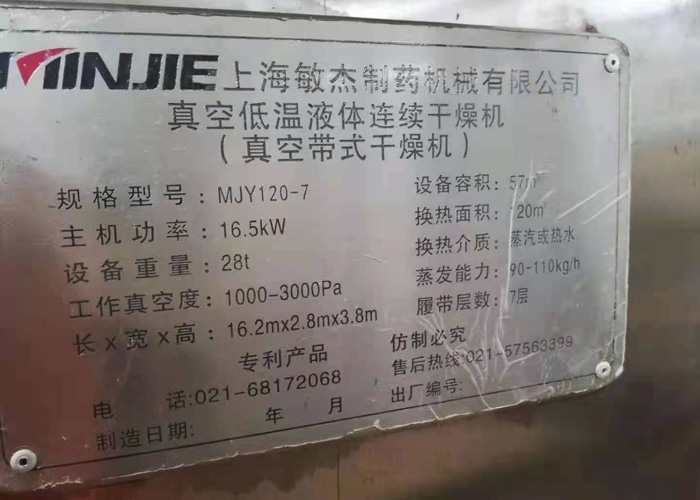 MINJIE 上海敏杰制药机械有限公司
真空低温液体连续干燥机
(真空带式干燥机)
规格型号: MJY120-7
主机功率: 16.5kW
设备重量: 28t
工作真空度: 1000-3000Pa
长x宽x高: 16.2mx2.8mx3.8m
设备容积: 57m³
换热面积: 120m²
换热介质: 蒸汽或热水
蒸发能力: 90-110kg/h
履带层数: 7层
专利产品 仿制必究
电 话:021-68172068
售后热线:021-57563399
制造日期: 年 月
出厂编号: